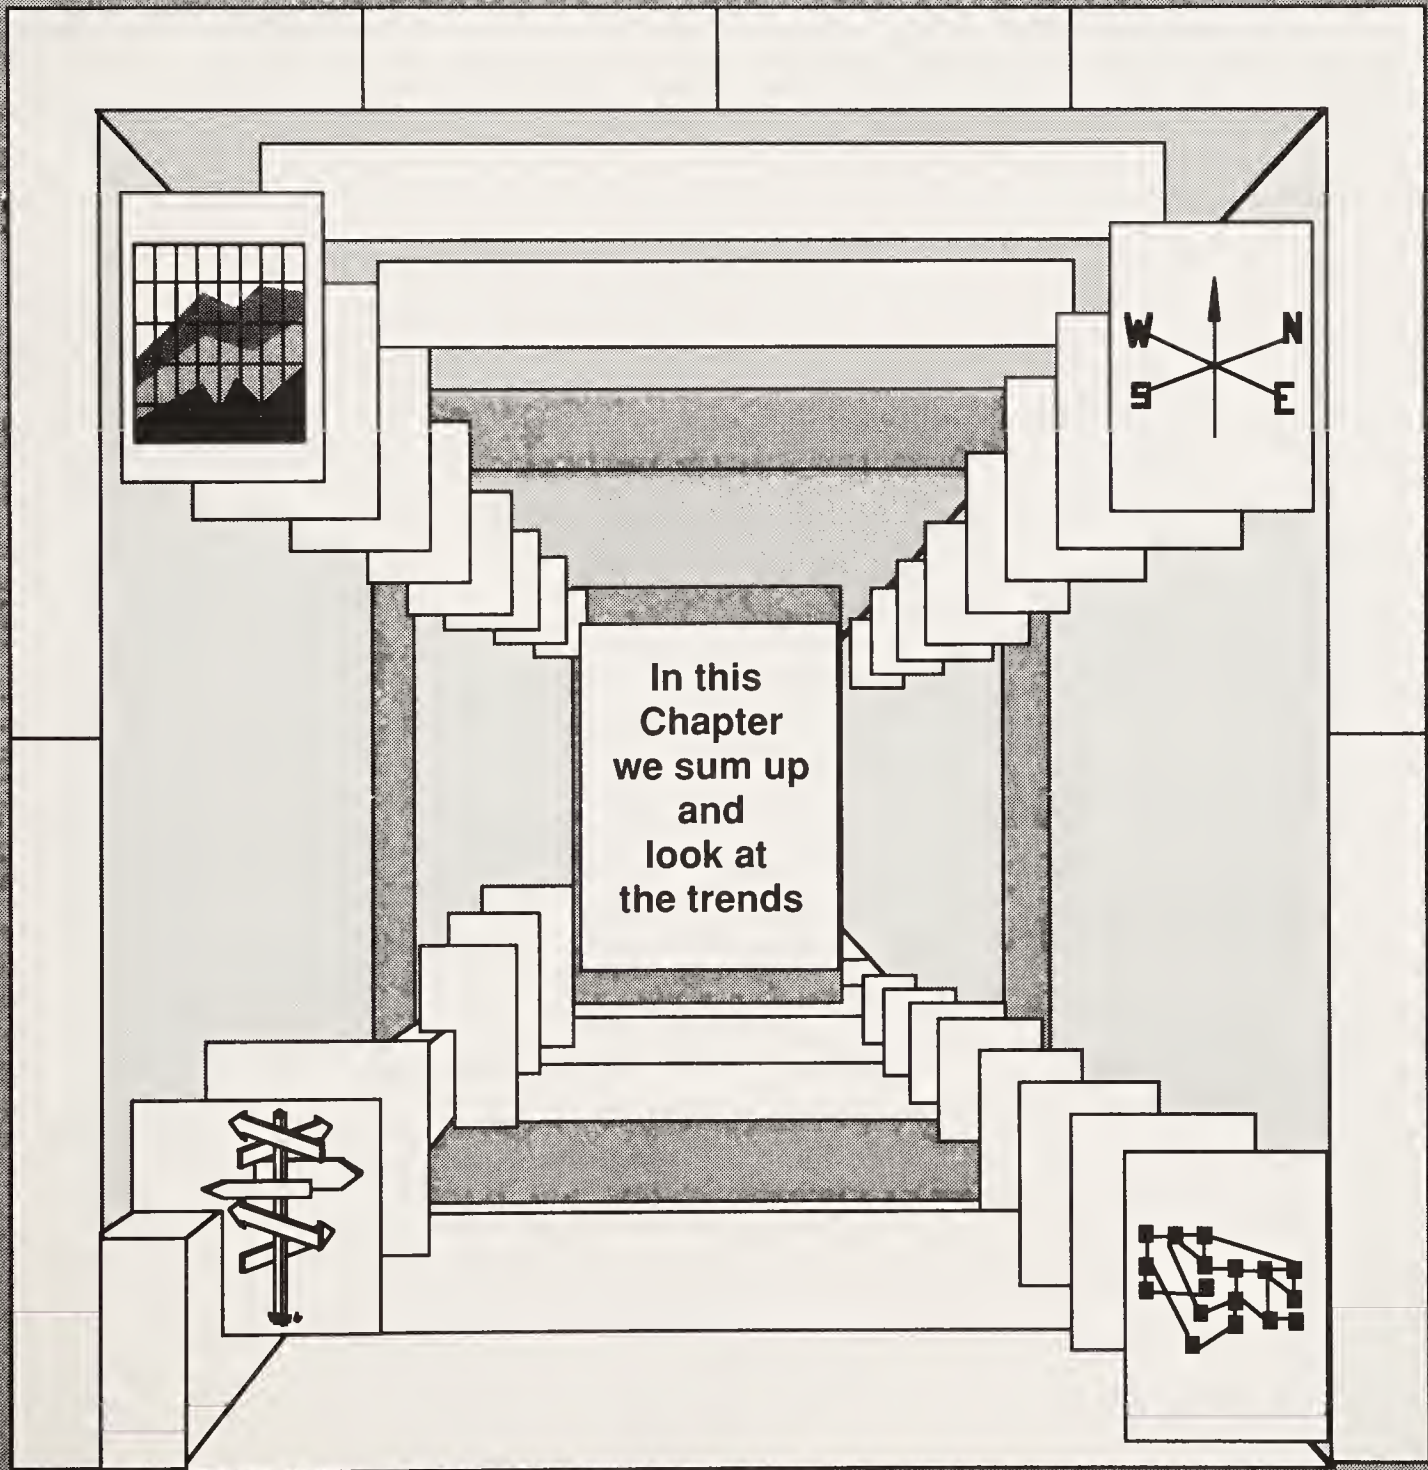 W N
S E
In this
Chapter
we sum up
and
look at
the trends